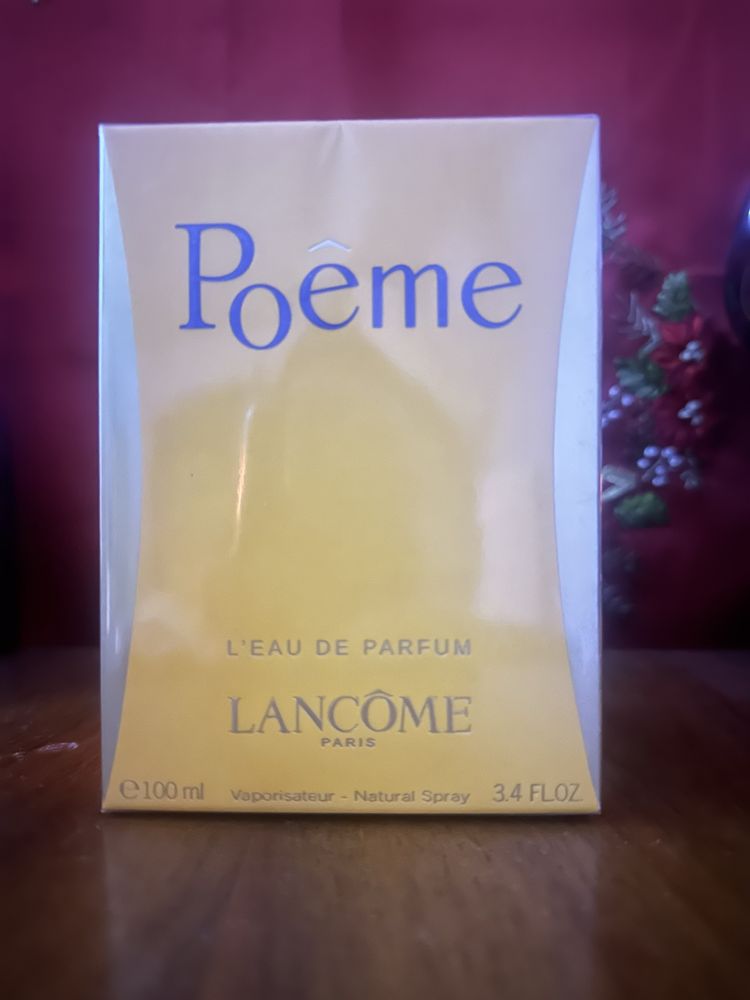 Poême
L'EAU DE PARFUM
LANCÔME
PARIS
℮100 ml Vaporisateur - Natural Spray 3.4 FL.OZ.